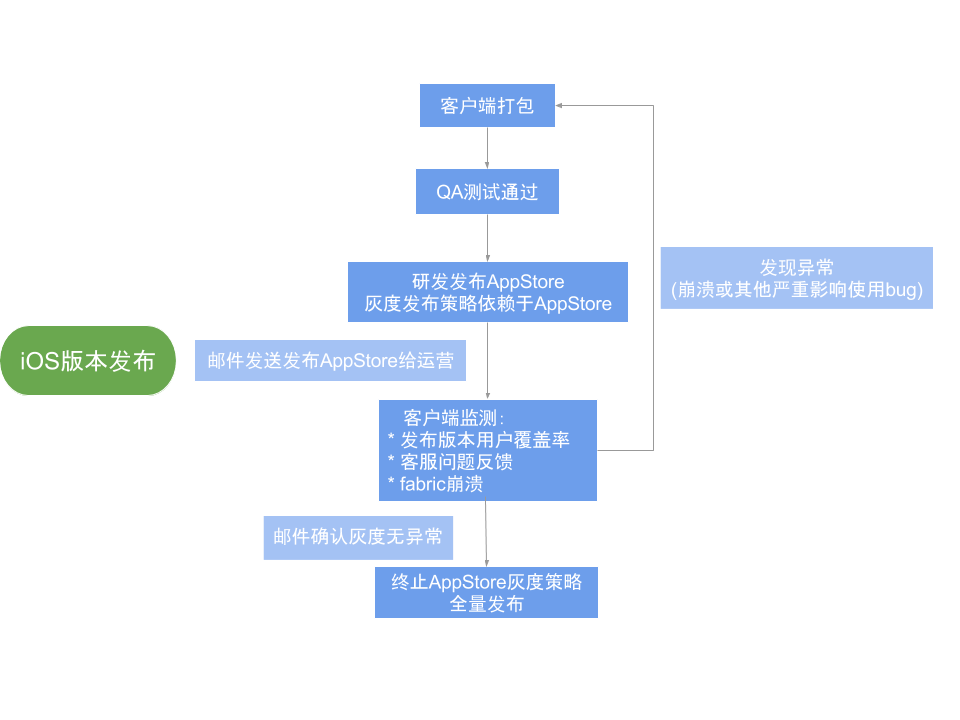 客户端打包
QA测试通过
发现异常
(崩溃或其他严重影响使用bug)
研发发布AppStore
灰度发布策略依赖于AppStore
iOS版本发布
邮件发送发布AppStore给运营
客户端监测:
* 发布版本用户覆盖率
* 客服问题反馈
* fabric崩溃
邮件确认灰度无异常
终止AppStore灰度策略
全量发布